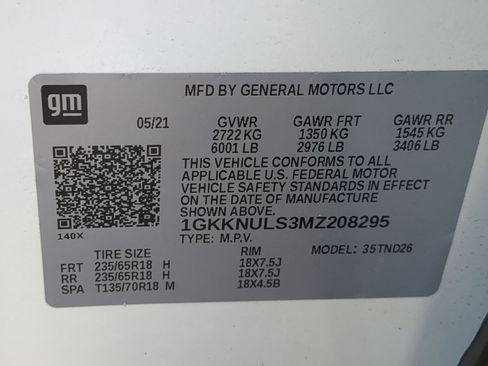 gm
MFD BY GENERAL MOTORS LLC
05/21 GVWR GAWR FRT GAWR RR
2722 KG 1350 KG 1545 KG
6001 LB 2976 LB 3406 LB
THIS VEHICLE CONFORMS TO ALL
APPLICABLE U.S. FEDERAL MOTOR
VEHICLE SAFETY STANDARDS IN EFFECT
ON THE DATE OF MANUFACTURE
SHOWN ABOVE.
140X
1GKKNULS3MZ208295
TYPE: M.P.V. MODEL: 35TND26
TIRE SIZE RIM
FRT 235/65R18 H 18X7.5J
RR 235/65R18 H 18X7.5J
SPA T135/70R18 M 18X4.5B